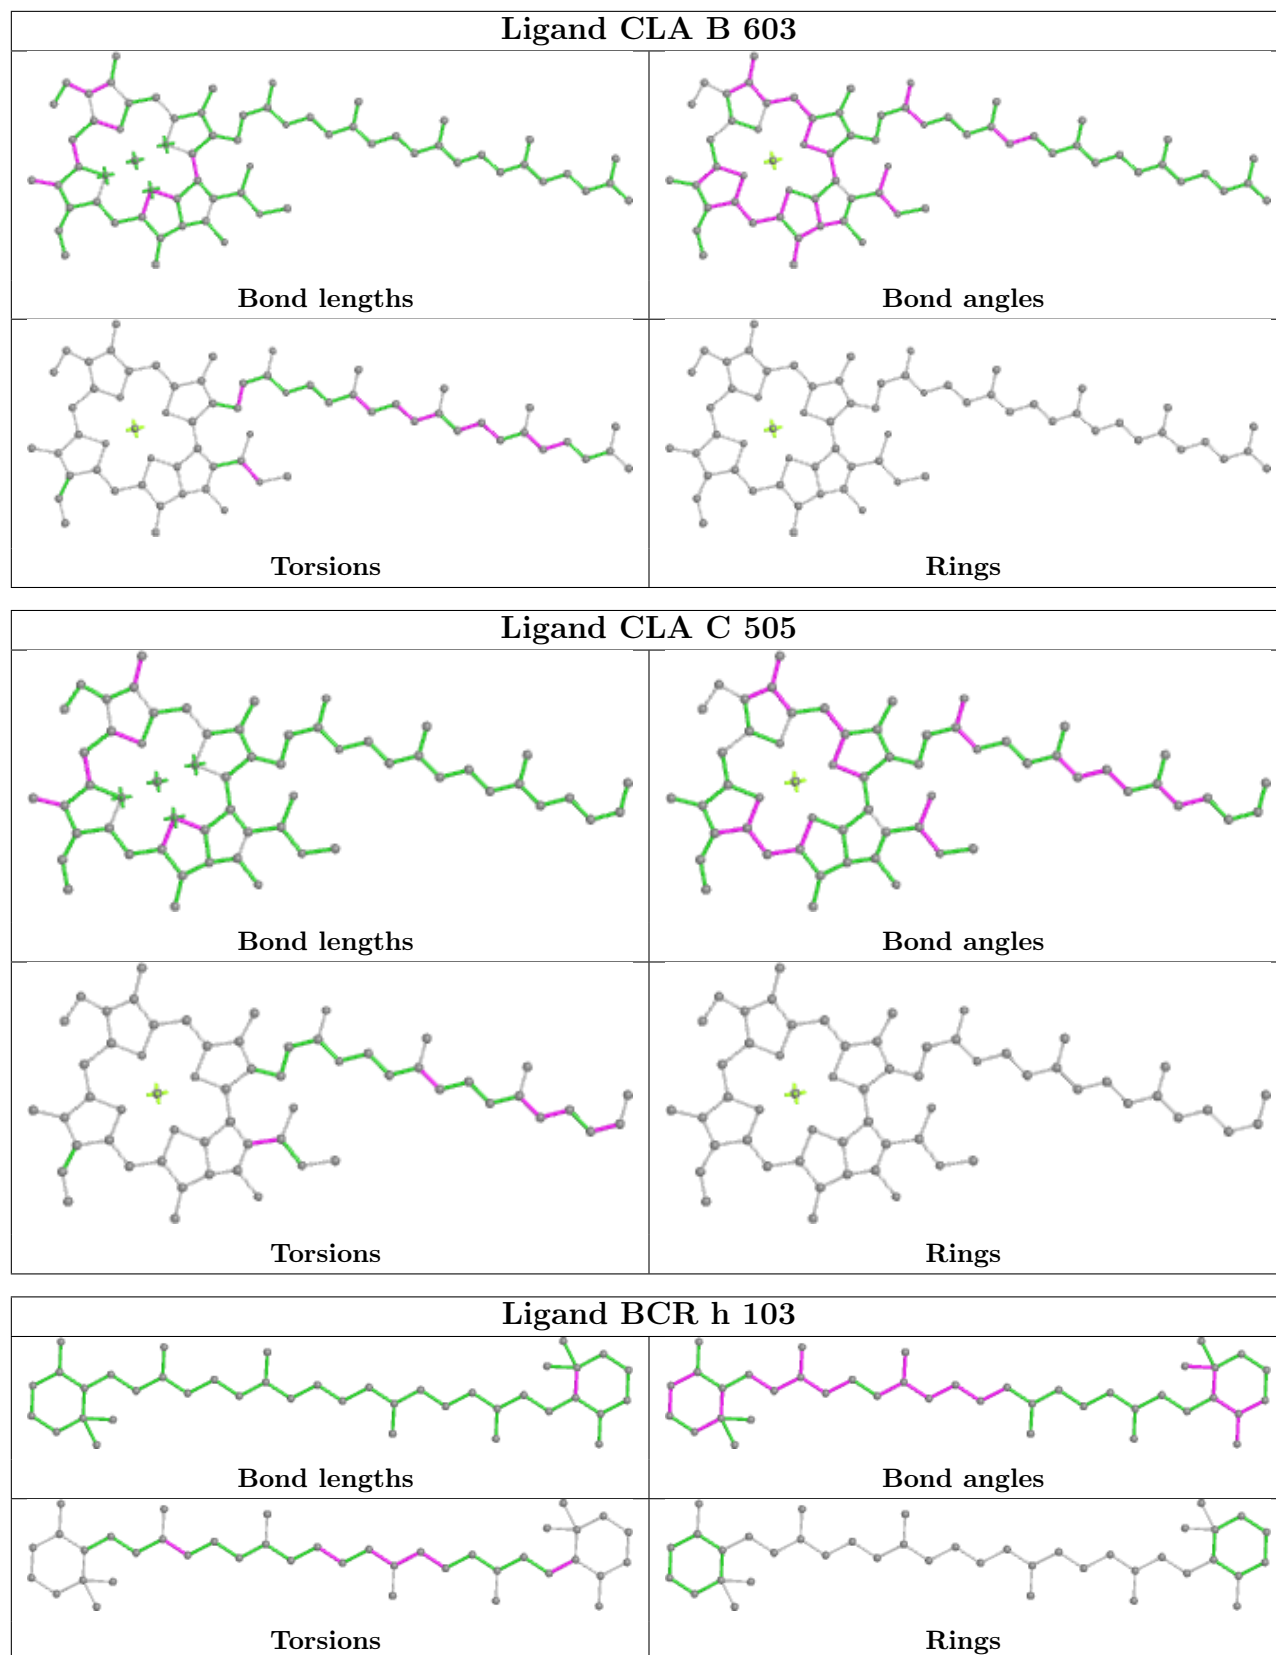 Ligand CLA B 603
Bond lengths
Bond angles
Torsions
Rings
Ligand CLA C 505
Bond lengths
Bond angles
Torsions
Rings
Ligand BCR h 103
Bond lengths
Bond angles
Torsions
Rings